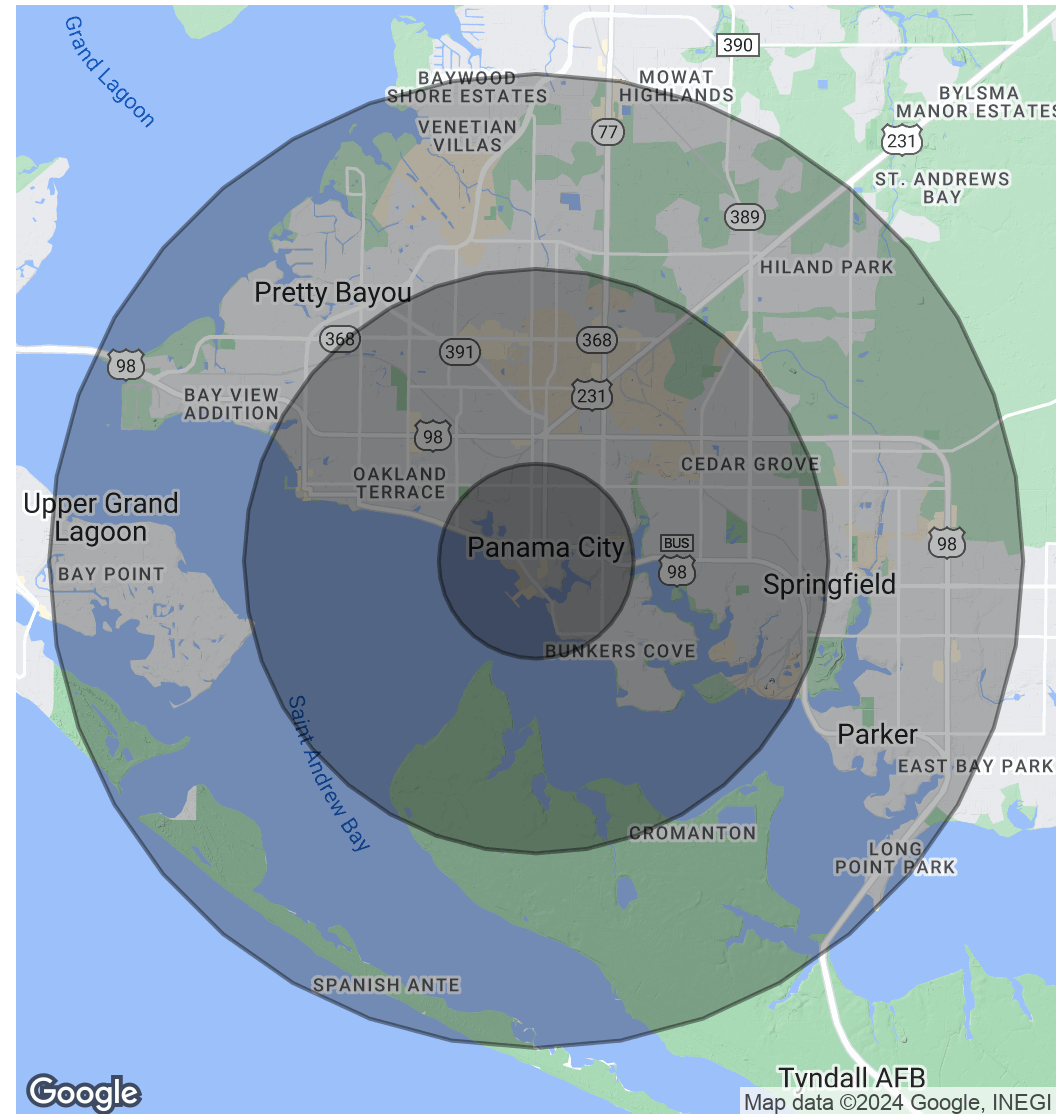 Grand Lagoon
390
BAYWOOD
SHORE ESTATES
MOWAT
HIGHLANDS
BYLSMA
MANOR ESTATES
VENETIAN
VILLAS
77
231
ST. ANDREWS
BAY
389
HILAND PARK
Pretty Bayou
368
391
368
98
BAY VIEW
ADDITION
231
98
OAKLAND
TERRACE
CEDAR GROVE
Upper Grand
Lagoon
Panama City
BUS
98
98
BAY POINT
Springfield
BUNKERS COVE
Saint Andrew Bay
Parker
EAST BAY PARK
CROMANTON
LONG
POINT PARK
SPANISH ANTE
Tyndall AFB
Google
Map data ©2024 Google, INEGI